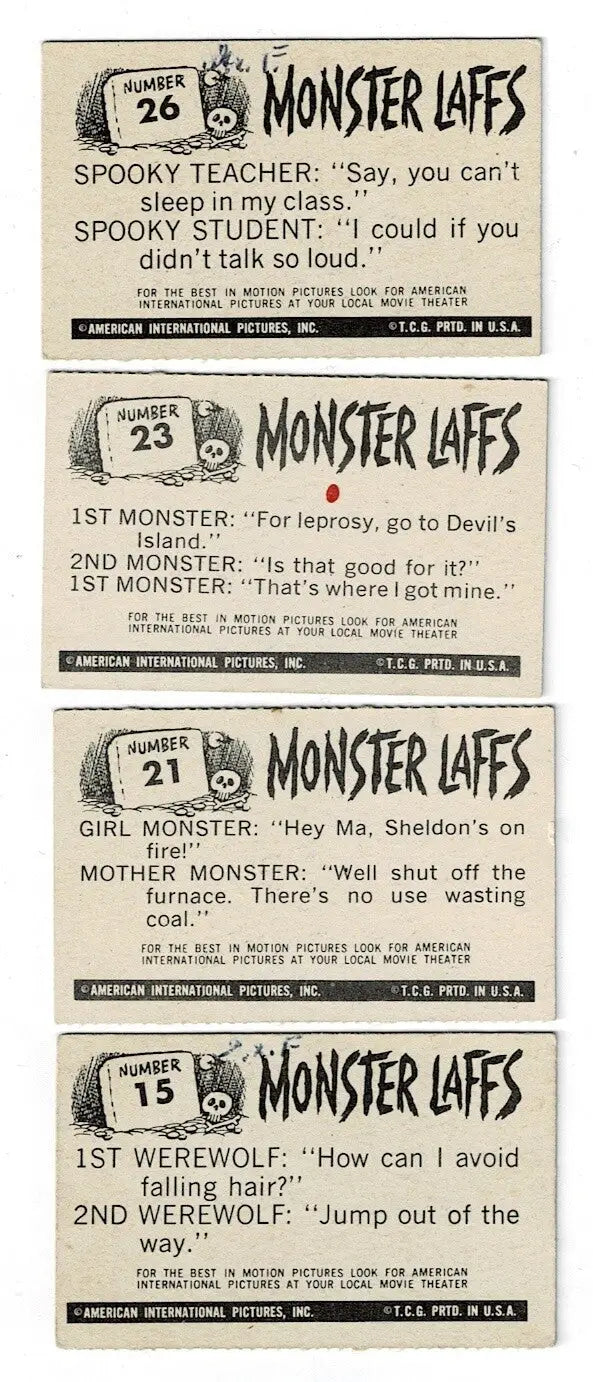 NUMBER
26
MONSTER LAFFS
SPOOKY TEACHER: "Say, you can't
sleep in my class."
SPOOKY STUDENT: "I could if you
didn't talk so loud."
FOR THE BEST IN MOTION PICTURES LOOK FOR AMERICAN
INTERNATIONAL PICTURES AT YOUR LOCAL MOVIE THEATER
©AMERICAN INTERNATIONAL PICTURES, INC. ©T.C.G. PRTD. IN U.S.A.
NUMBER
23
MONSTER LAFFS
1ST MONSTER: "For leprosy, go to Devil's
Island."
2ND MONSTER: "Is that good for it?"
1ST MONSTER: "That's where I got mine."
FOR THE BEST IN MOTION PICTURES LOOK FOR AMERICAN
INTERNATIONAL PICTURES AT YOUR LOCAL MOVIE THEATER
©AMERICAN INTERNATIONAL PICTURES, INC. ©T.C.G. PRTD. IN U.S.A.
NUMBER
21
MONSTER LAFFS
GIRL MONSTER: "Hey Ma, Sheldon's on
fire!"
MOTHER MONSTER: "Well shut off the
furnace. There's no use wasting
coal."
FOR THE BEST IN MOTION PICTURES LOOK FOR AMERICAN
INTERNATIONAL PICTURES AT YOUR LOCAL MOVIE THEATER
©AMERICAN INTERNATIONAL PICTURES, INC. ©T.C.G. PRTD. IN U.S.A.
NUMBER
15
MONSTER LAFFS
1ST WEREWOLF: "How can I avoid
falling hair?"
2ND WEREWOLF: "Jump out of the
way."
FOR THE BEST IN MOTION PICTURES LOOK FOR AMERICAN
INTERNATIONAL PICTURES AT YOUR LOCAL MOVIE THEATER
©AMERICAN INTERNATIONAL PICTURES, INC. ©T.C.G. PRTD. IN U.S.A.